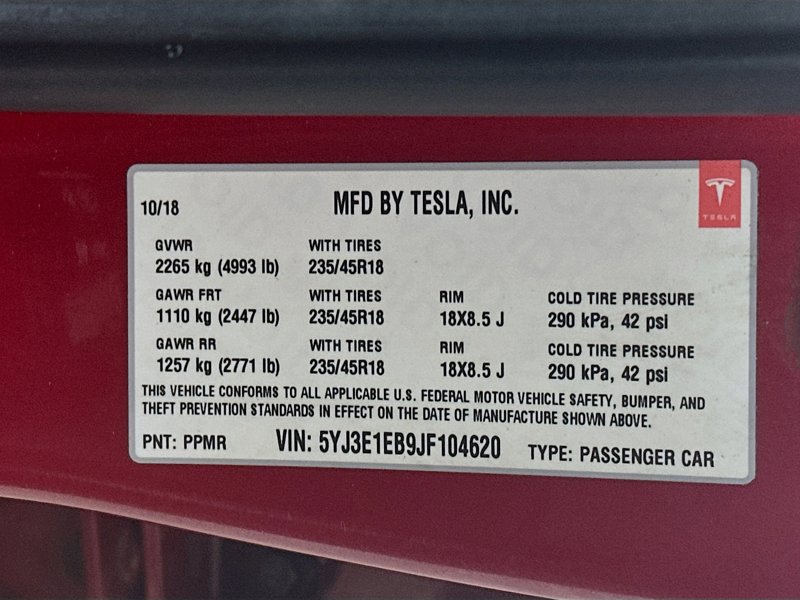 10/18 MFD BY TESLA, INC.
TESLA
GVWR WITH TIRES
2265 kg (4993 lb) 235/45R18
GAWR FRT WITH TIRES RIM COLD TIRE PRESSURE
1110 kg (2447 lb) 235/45R18 18X8.5 J 290 kPa, 42 psi
GAWR RR WITH TIRES RIM COLD TIRE PRESSURE
1257 kg (2771 lb) 235/45R18 18X8.5 J 290 kPa, 42 psi
THIS VEHICLE CONFORMS TO ALL APPLICABLE U.S. FEDERAL MOTOR VEHICLE SAFETY, BUMPER, AND
THEFT PREVENTION STANDARDS IN EFFECT ON THE DATE OF MANUFACTURE SHOWN ABOVE.
PNT: PPMR VIN: 5YJ3E1EB9JF104620 TYPE: PASSENGER CAR